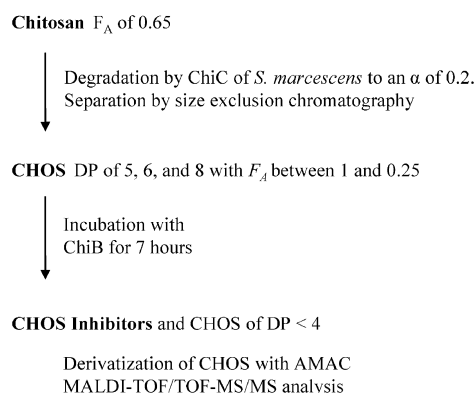 Chitosan F_A of 0.65
Degradation by ChiC of S. marcescens to an α of 0.2.
Separation by size exclusion chromatography
CHOS DP of 5, 6, and 8 with F_A between 1 and 0.25
Incubation with
ChiB for 7 hours
CHOS Inhibitors and CHOS of DP < 4
Derivatization of CHOS with AMAC
MALDI-TOF/TOF-MS/MS analysis